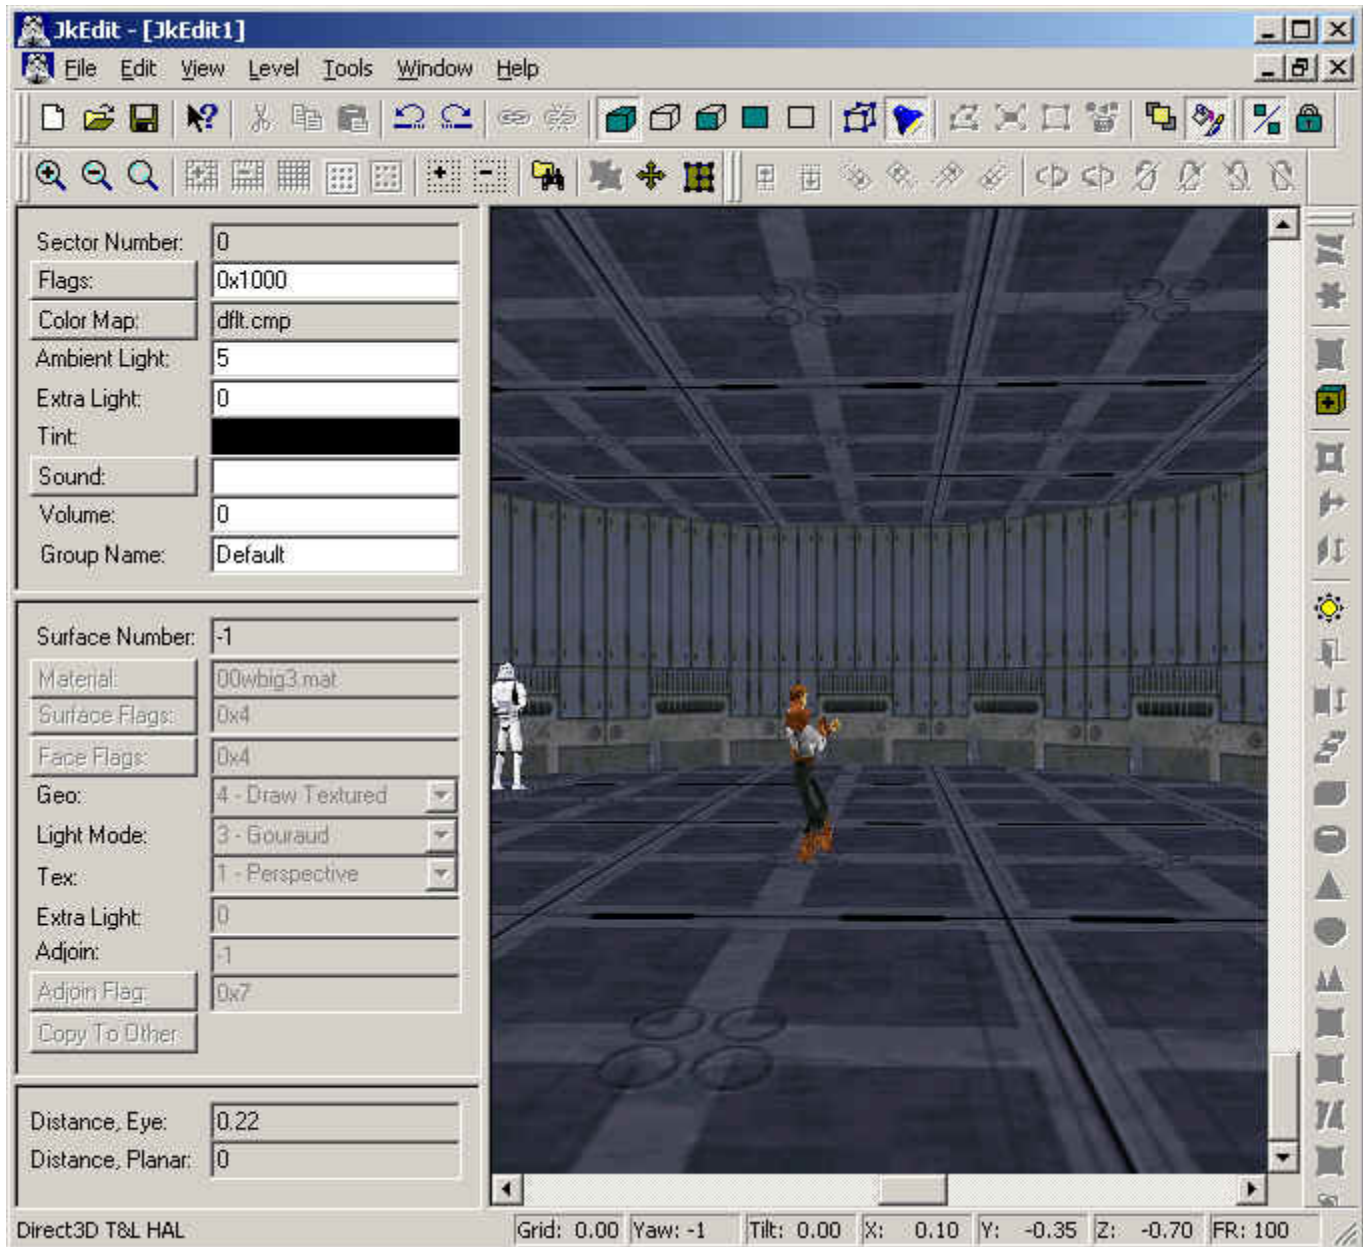 JkEdit - [JkEdit1]
File Edit View Level Tools Window Help
Sector Number: 0
Flags: 0x1000
Color Map: dflt.cmp
Ambient Light: 5
Extra Light: 0
Tint:
Sound:
Volume: 0
Group Name: Default
Surface Number: -1
Material: 00wbig3.mat
Surface Flags: 0x4
Face Flags: 0x4
Geo: 4 - Draw Textured
Light Mode: 3 - Gouraud
Tex: 1 - Perspective
Extra Light: 0
Adjoin: -1
Adjoin Flag: 0x7
Copy To Other
Distance, Eye: 0.22
Distance, Planar: 0
Direct3D T&L HAL Grid: 0.00 Yaw: -1 Tilt: 0.00 X: 0.10 Y: -0.35 Z: -0.70 FR: 100